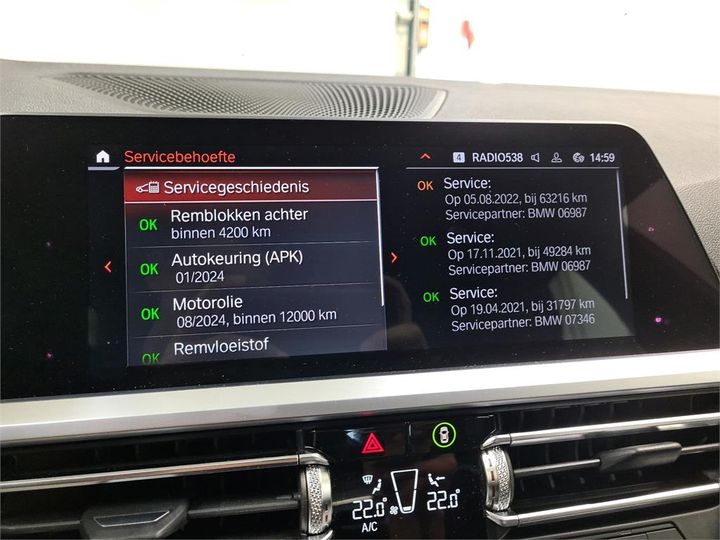 Servicebehoefte
4 RADIO538 14:59
Servicegeschiedenis
OK Remblokken achter
binnen 4200 km
OK Autokeuring (APK)
01/2024
OK Motorolie
08/2024, binnen 12000 km
OK Remvloeistof
OK Service:
Op 05.08.2022, bij 63216 km
Servicepartner: BMW 06987
OK Service:
Op 17.11.2021, bij 49284 km
Servicepartner: BMW 06987
OK Service:
Op 19.04.2021, bij 31797 km
Servicepartner: BMW 07346
22.0° 22.0°
A/C